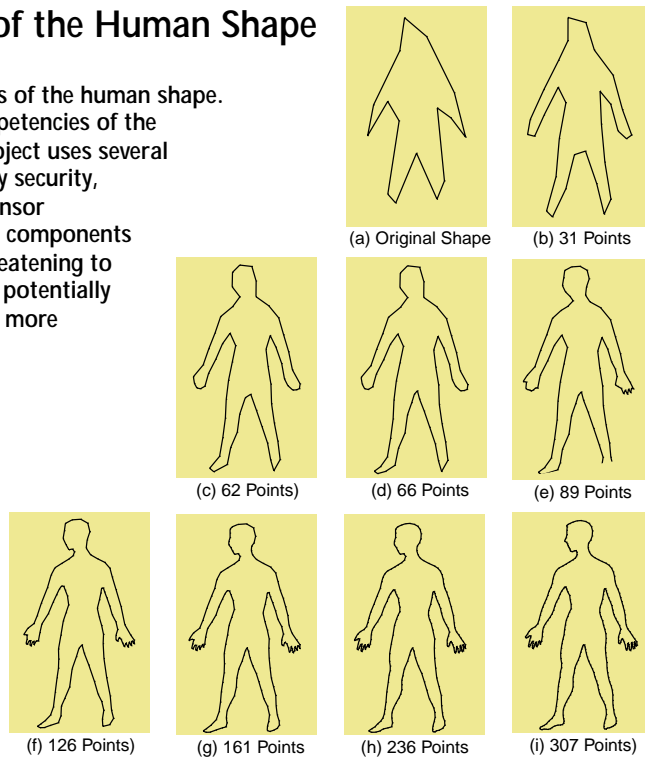 of the Human Shape
s of the human shape.
petencies of the
oject uses several
y security,
nsor
components
eatening to
potentially
more
(a) Original Shape
(b) 31 Points
(c) 62 Points)
(d) 66 Points
(e) 89 Points
(f) 126 Points)
(g) 161 Points
(h) 236 Points
(i) 307 Points)